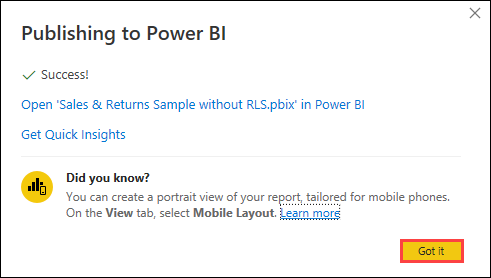 Publishing to Power BI
Success!
Open 'Sales & Returns Sample without RLS.pbix' in Power BI
Get Quick Insights
Did you know?
You can create a portrait view of your report, tailored for mobile phones.
On the View tab, select Mobile Layout. Learn more
Got it